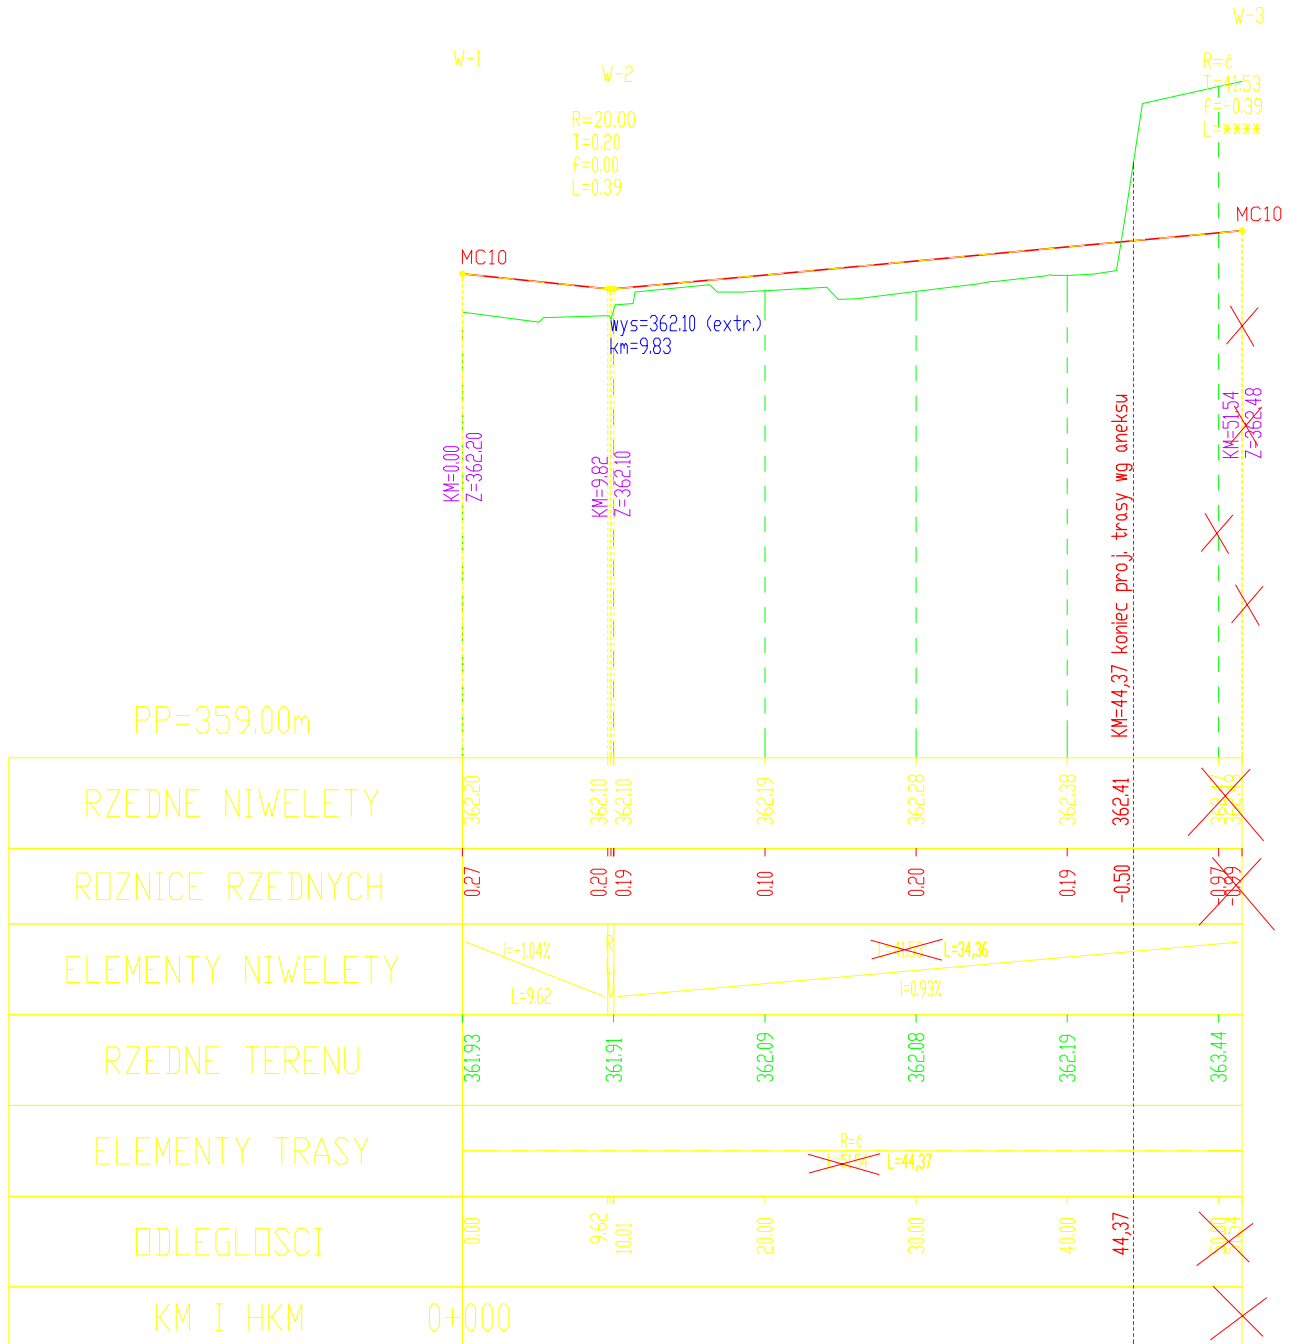 W-3
W-1
W-2
R=20.00
T=0.20
f=0.00
L=0.39
R=¢
T=41.53
f=-0.39
L=****
MC10
MC10
wys=362.10 (extr.)
km=9.83
KM=0.00
Z=362.20
KM=9.82
Z=362.10
KM=44,37 koniec proj. trasy wg aneksu
KM=51.54
Z=362.48
PP=359.00m
RZEDNE NIWELETY
362.20
362.10
362.10
362.19
362.28
362.38
362.41
ROZNICE RZEDNYCH
0.27
0.20
0.19
0.10
0.20
0.19
-0.50
-0.97
ELEMENTY NIWELETY
i=-1.04%
L=9.62
L=34,36
i=0.93%
RZEDNE TERENU
361.93
361.91
362.09
362.08
362.19
363.44
ELEMENTY TRASY
R=¢
L=51.54
L=44,37
ODLEGLOSCI
0.00
9.62
10.01
20.00
30.00
40.00
44,37
KM I HKM
0+000